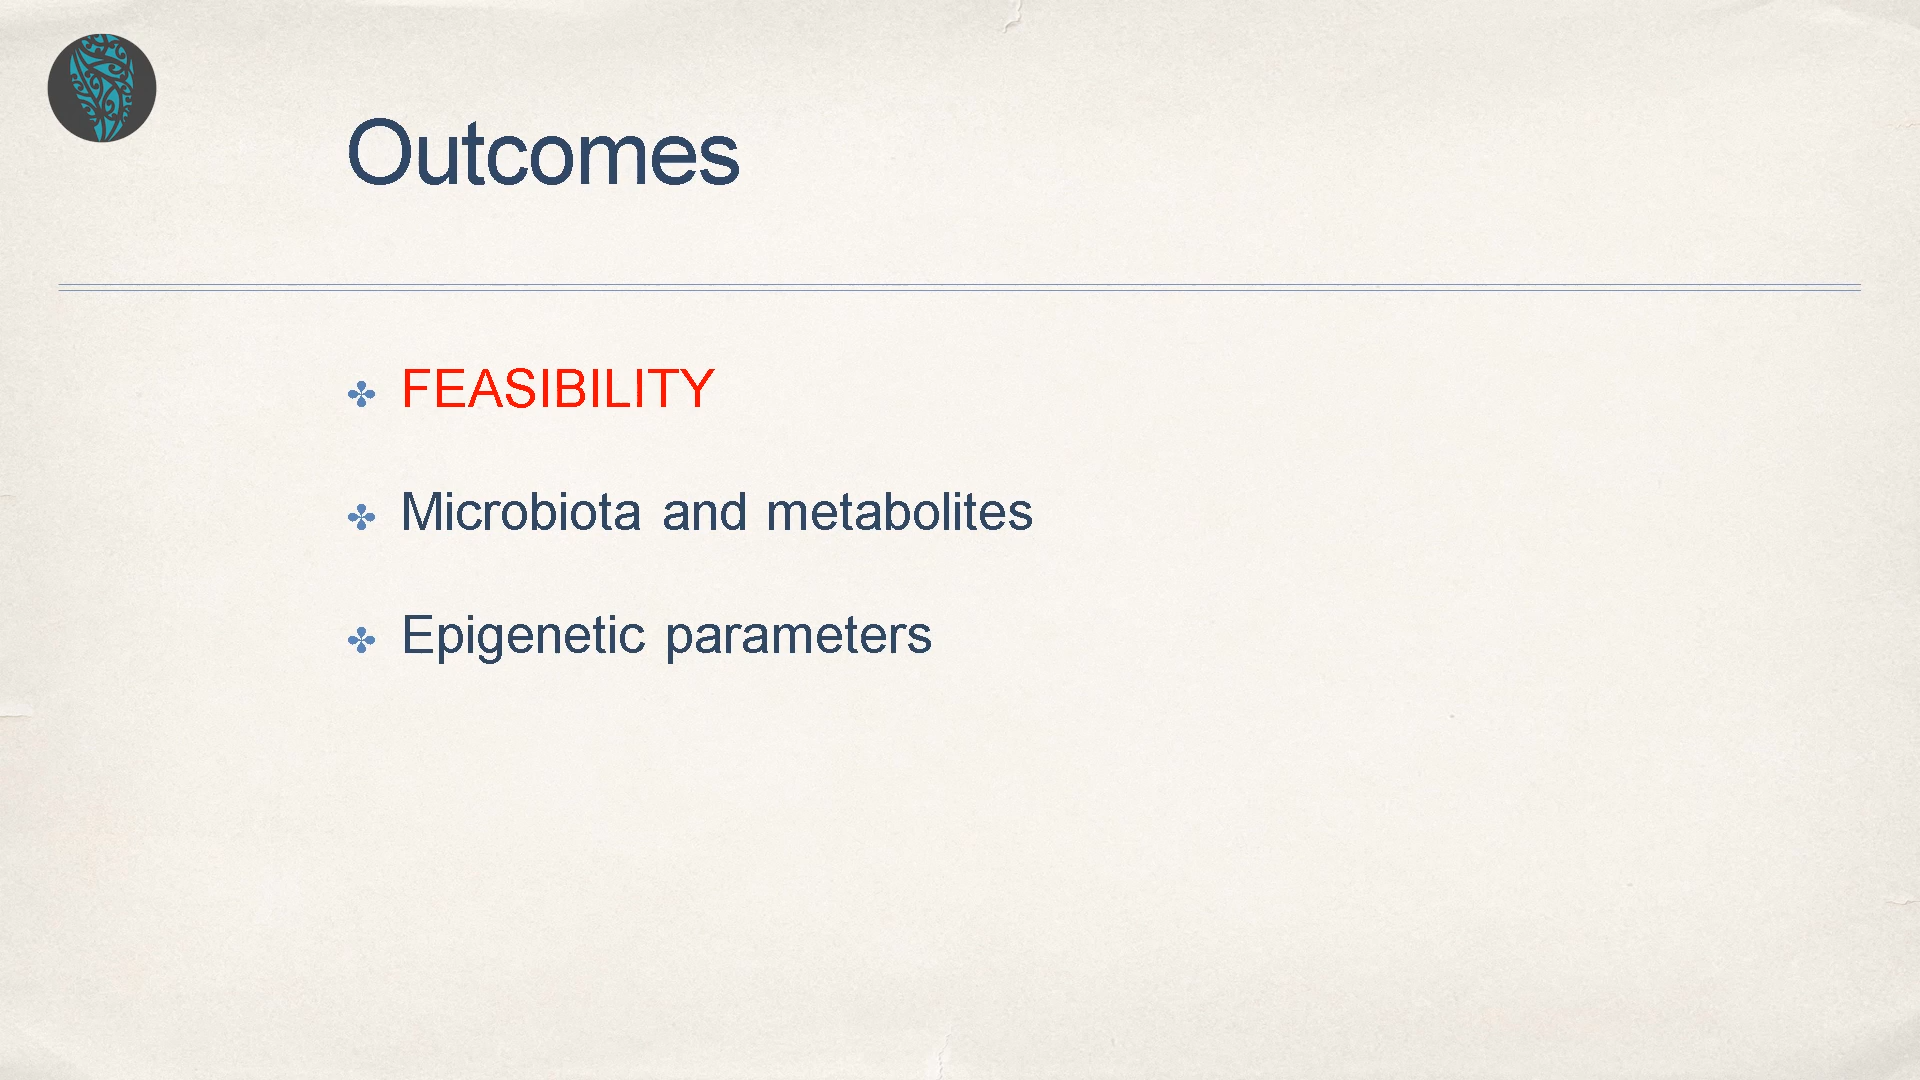 Outcomes
FEASIBILITY
Microbiota and metabolites
Epigenetic parameters